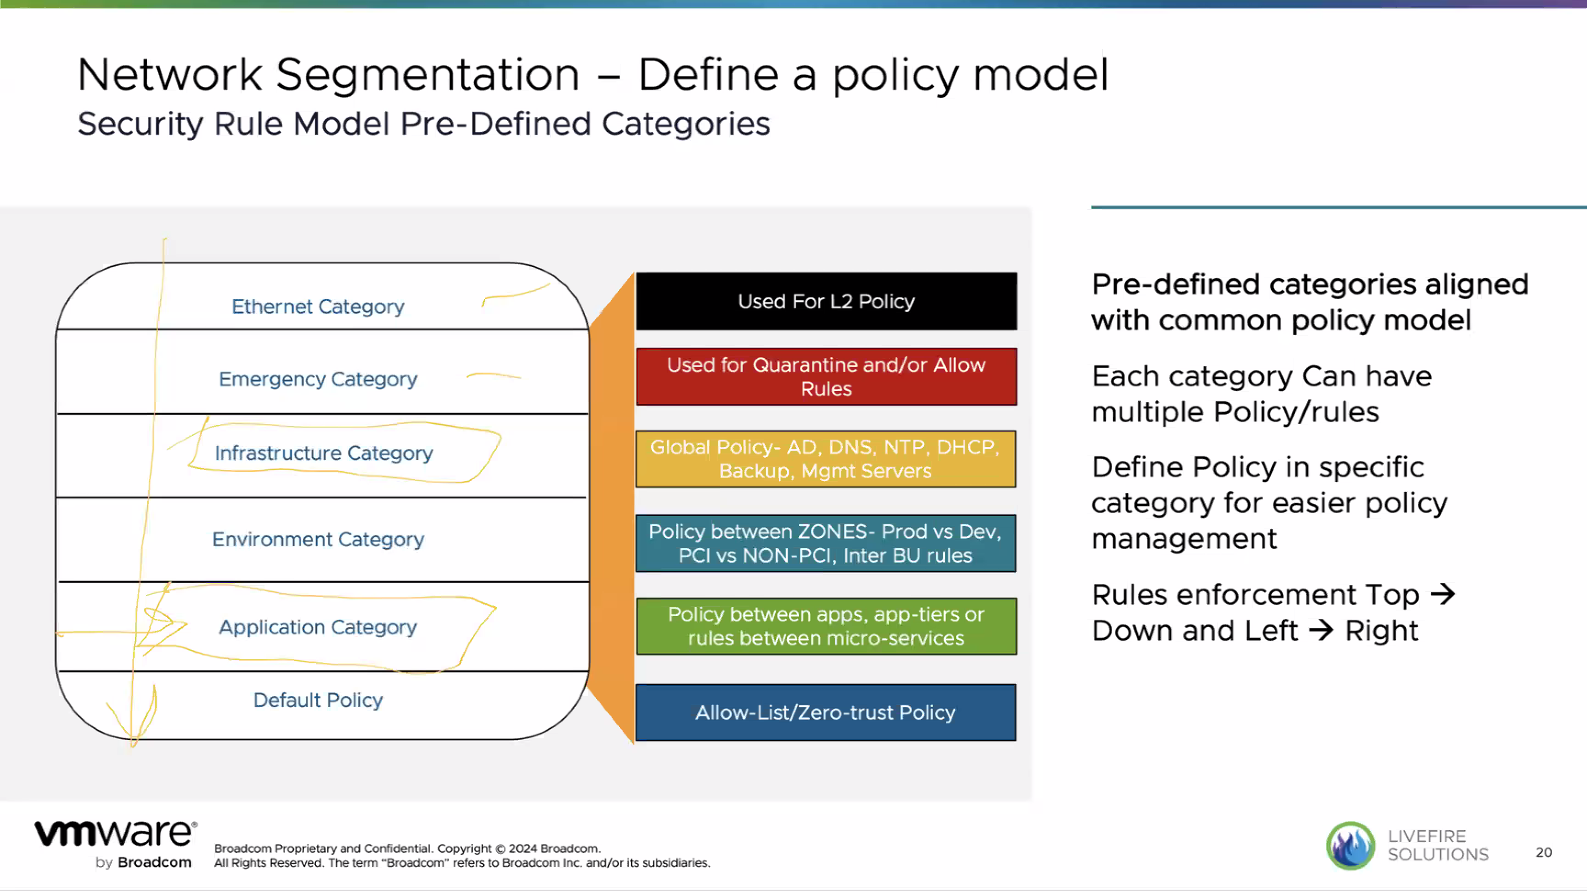 Network Segmentation – Define a policy model
Security Rule Model Pre-Defined Categories
Ethernet Category
Emergency Category
Infrastructure Category
Environment Category
Application Category
Default Policy
Used For L2 Policy
Used for Quarantine and/or Allow
Rules
Global Policy- AD, DNS, NTP, DHCP,
Backup, Mgmt Servers
Policy between ZONES- Prod vs Dev,
PCI vs NON-PCI, Inter BU rules
Policy between apps, app-tiers or
rules between micro-services
Allow-List/Zero-trust Policy
Pre-defined categories aligned
with common policy model
Each category Can have
multiple Policy/rules
Define Policy in specific
category for easier policy
management
Rules enforcement Top →
Down and Left → Right
vmware®
by Broadcom
Broadcom Proprietary and Confidential. Copyright © 2024 Broadcom.
All Rights Reserved. The term “Broadcom” refers to Broadcom Inc. and/or its subsidiaries.
LIVEFIRE
SOLUTIONS
20